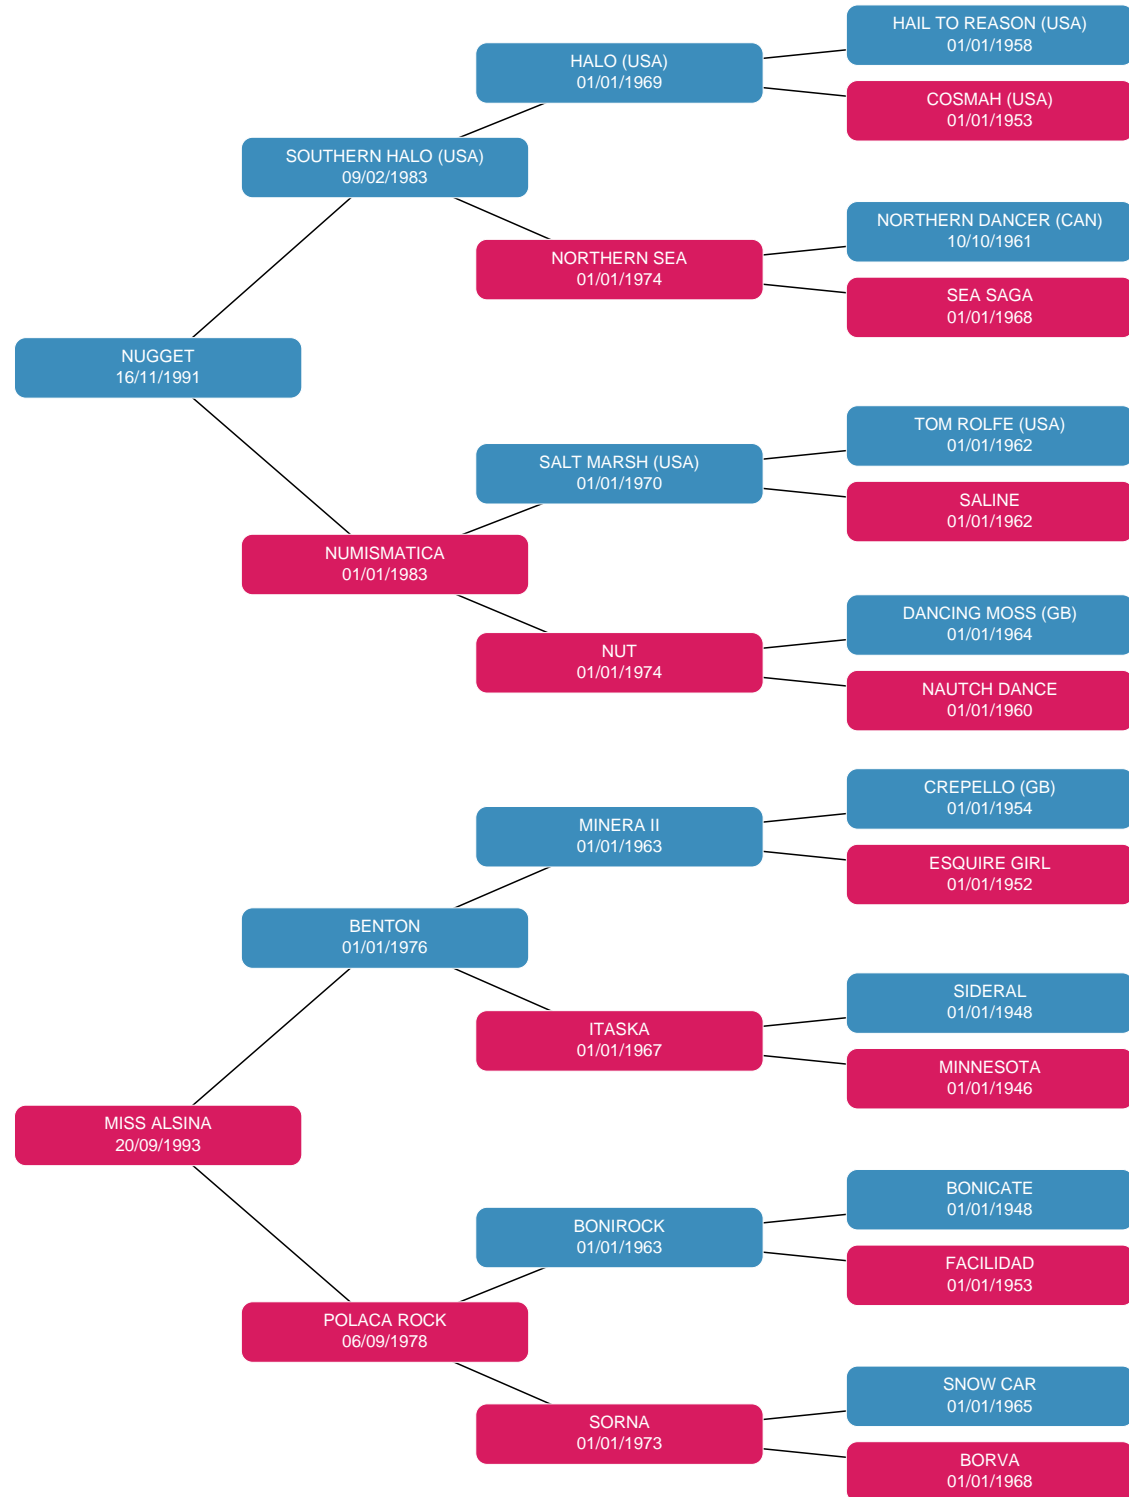 HAIL TO REASON (USA)
01/01/1958
HALO (USA)
01/01/1969
COSMAH (USA)
01/01/1953
SOUTHERN HALO (USA)
09/02/1983
NORTHERN DANCER (CAN)
10/10/1961
NORTHERN SEA
01/01/1974
SEA SAGA
01/01/1968
NUGGET
16/11/1991
TOM ROLFE (USA)
01/01/1962
SALT MARSH (USA)
01/01/1970
SALINE
01/01/1962
NUMISMATICA
01/01/1983
DANCING MOSS (GB)
01/01/1964
NUT
01/01/1974
NAUTCH DANCE
01/01/1960
CREPELLO (GB)
01/01/1954
MINERA II
01/01/1963
ESQUIRE GIRL
01/01/1952
BENTON
01/01/1976
SIDERAL
01/01/1948
ITASKA
01/01/1967
MINNESOTA
01/01/1946
MISS ALSINA
20/09/1993
BONICATE
01/01/1948
BONIROCK
01/01/1963
FACILIDAD
01/01/1953
POLACA ROCK
06/09/1978
SNOW CAR
01/01/1965
SORNA
01/01/1973
BORVA
01/01/1968